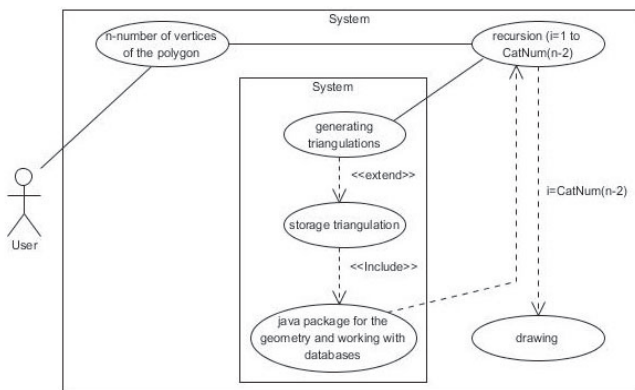 System
n-number of vertices
of the polygon
recursion (i=1 to
CatNum(n-2)
System
generating
triangulations
<<extend>>
i=CatNum(n-2)
storage triangulation
User
<<Include>>
java package for the
geometry and working with
databases
drawing